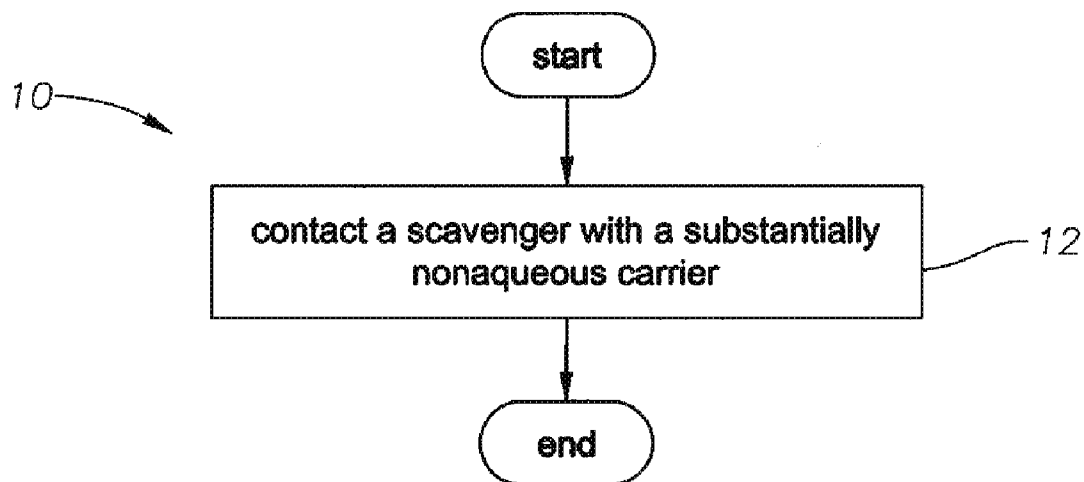 start
10
contact a scavenger with a substantially
nonaqueous carrier
12
end